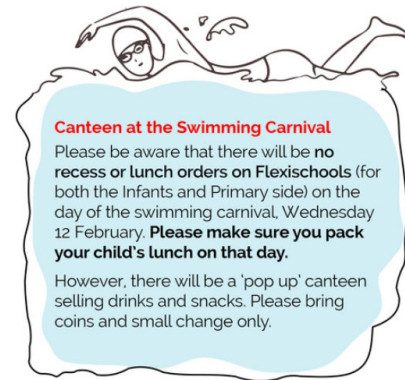 Canteen at the Swimming Carnival
Please be aware that there will be no
recess or lunch orders on Flexischools (for
both the Infants and Primary side) on the
day of the swimming carnival, Wednesday
12 February. Please make sure you pack
your child's lunch on that day.
However, there will be a 'pop up' canteen
selling drinks and snacks. Please bring
coins and small change only.